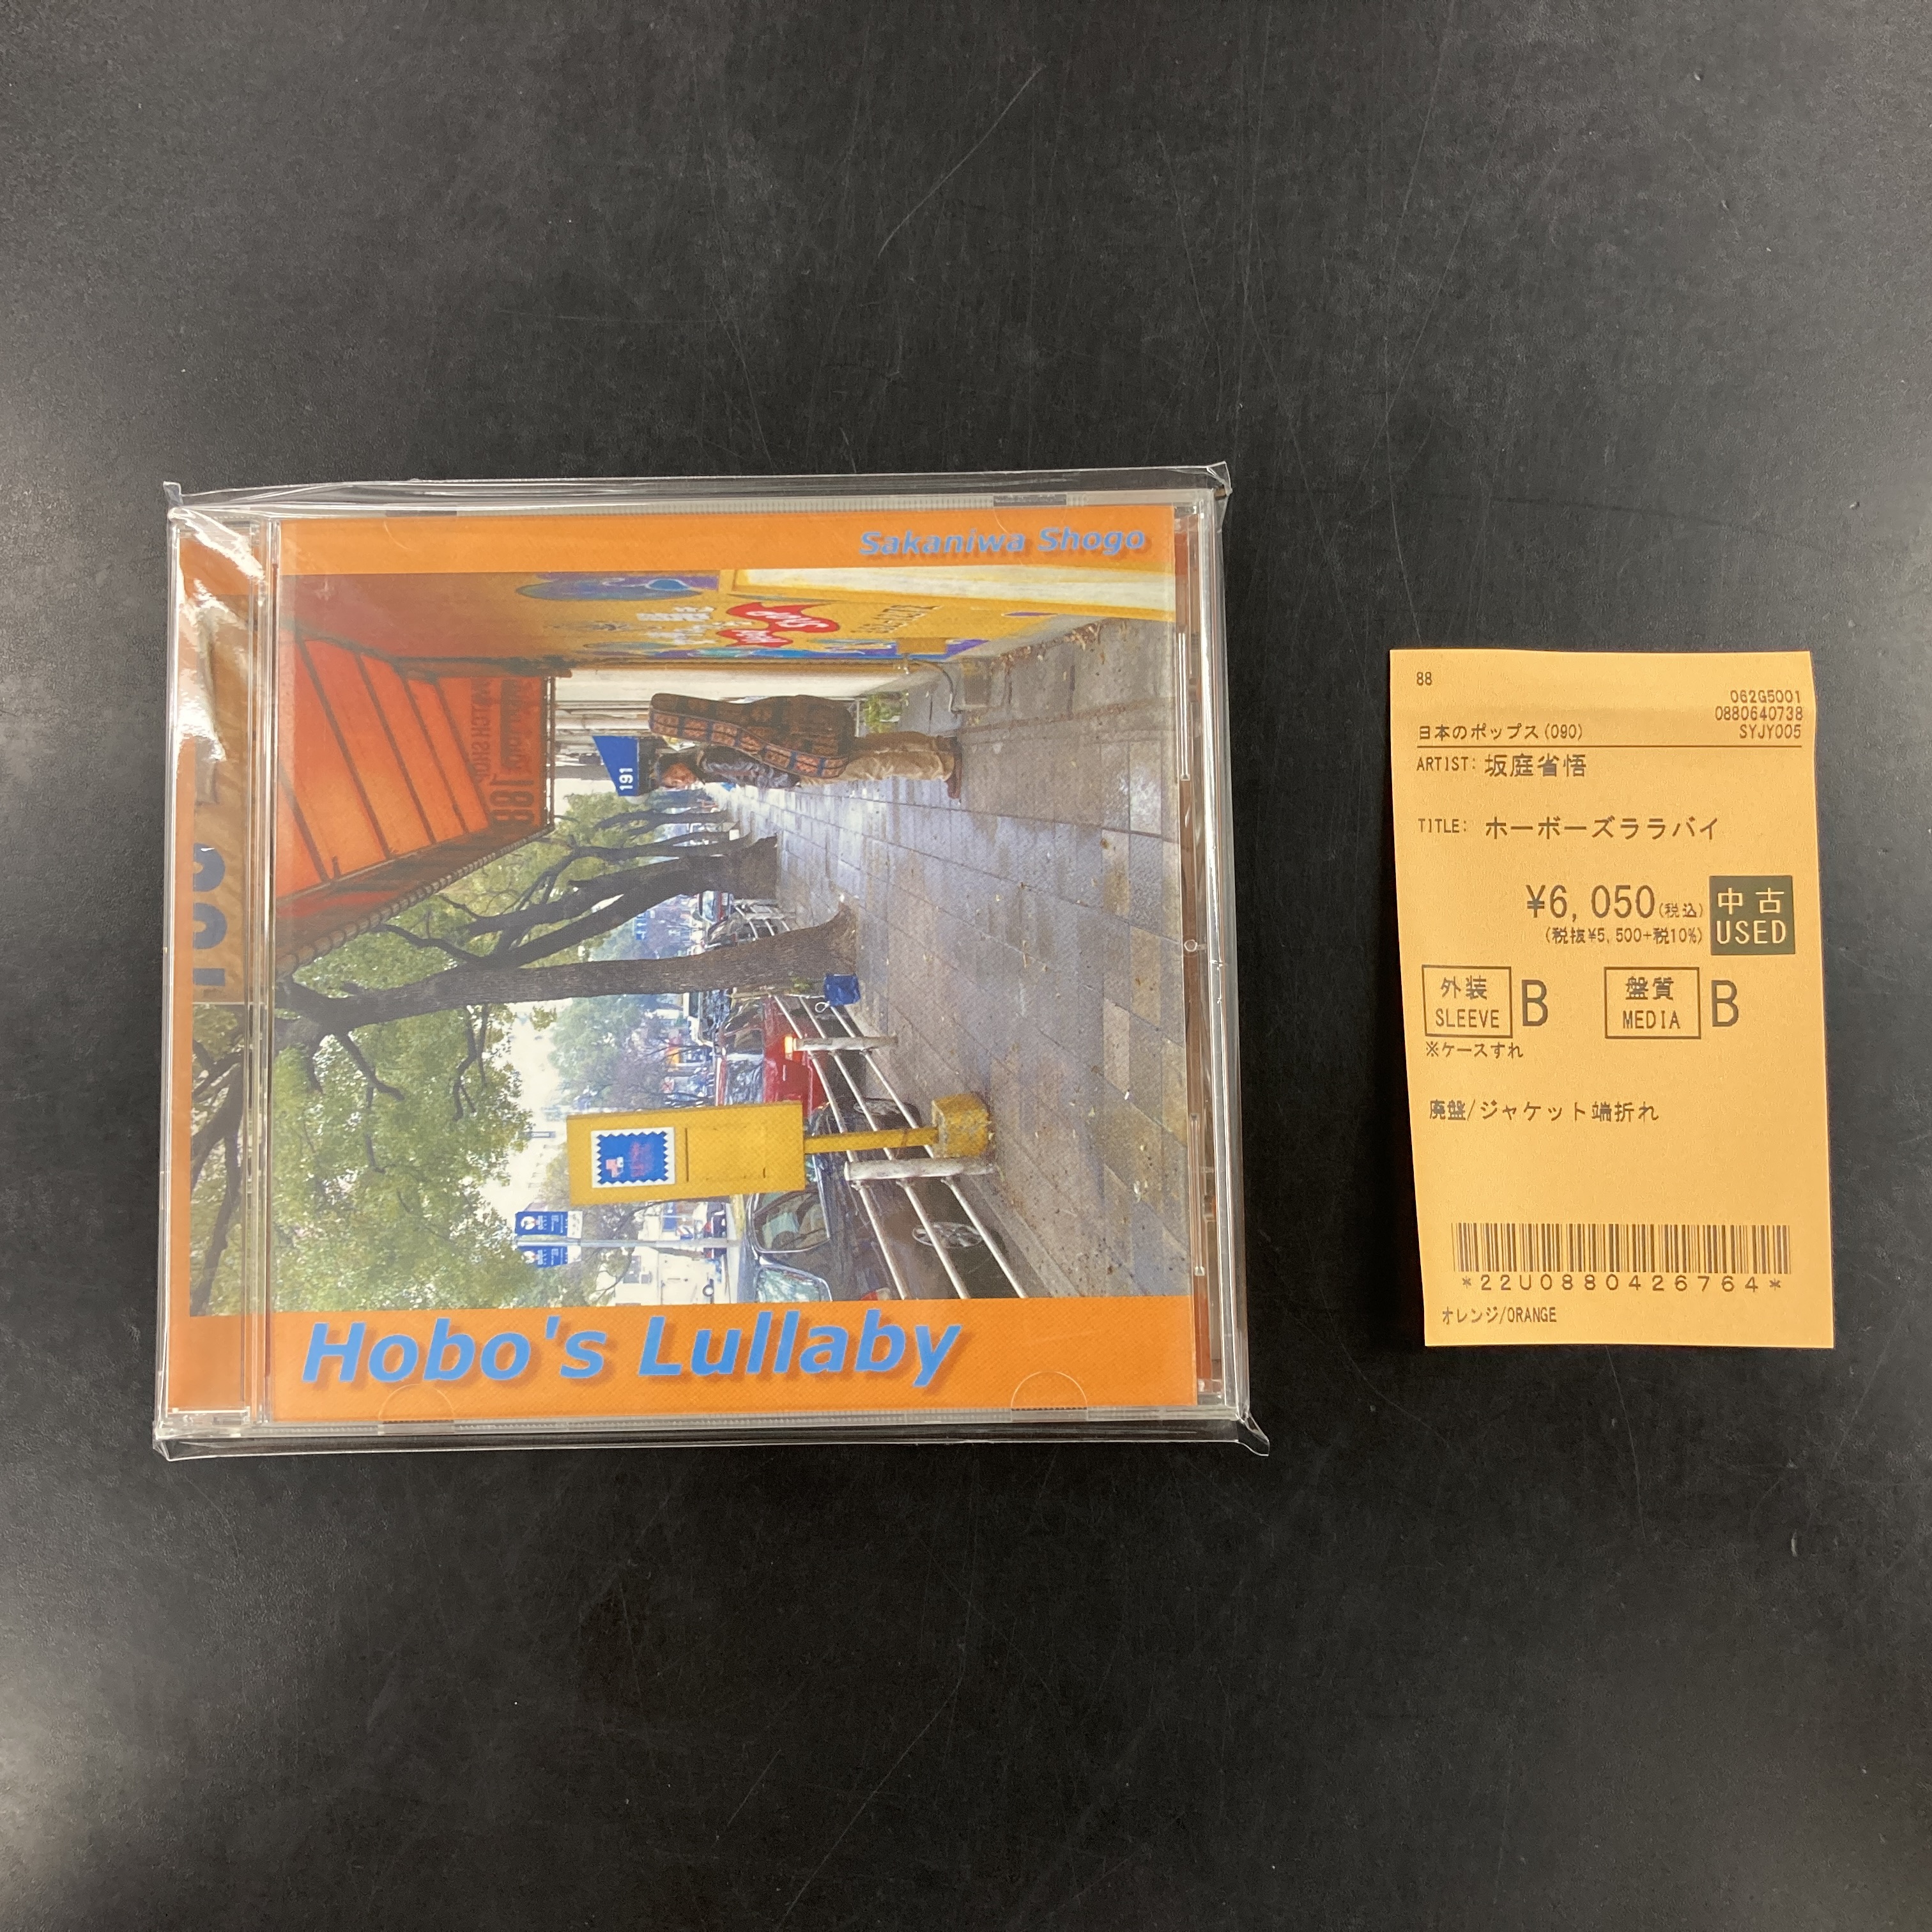 Sakaniwa Shogo
191
Hobo's Lullaby
88
062G5001
0880640738
SYJY005
日本のポップス(090)
ARTIST: 坂庭省悟
TITLE: ホーボーズララバイ
¥6,050(税込)
(税抜¥5,500+税10%)
中古
USED
外装
SLEEVE
B
盤質
MEDIA
B
※ケースすれ
廃盤/ジャケット端折れ
*22U0880426764*
オレンジ/ORANGE